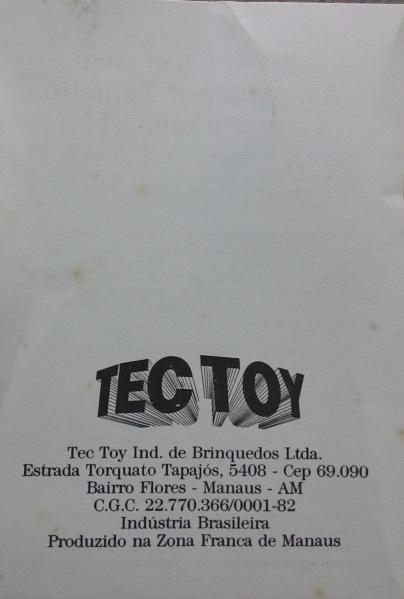 TEC TOY
Tec Toy Ind. de Brinquedos Ltda.
Estrada Torquato Tapajós, 5408 - Cep 69.090
Bairro Flores - Manaus - AM
C.G.C. 22.770.366/0001-82
Indústria Brasileira
Produzido na Zona Franca de Manaus